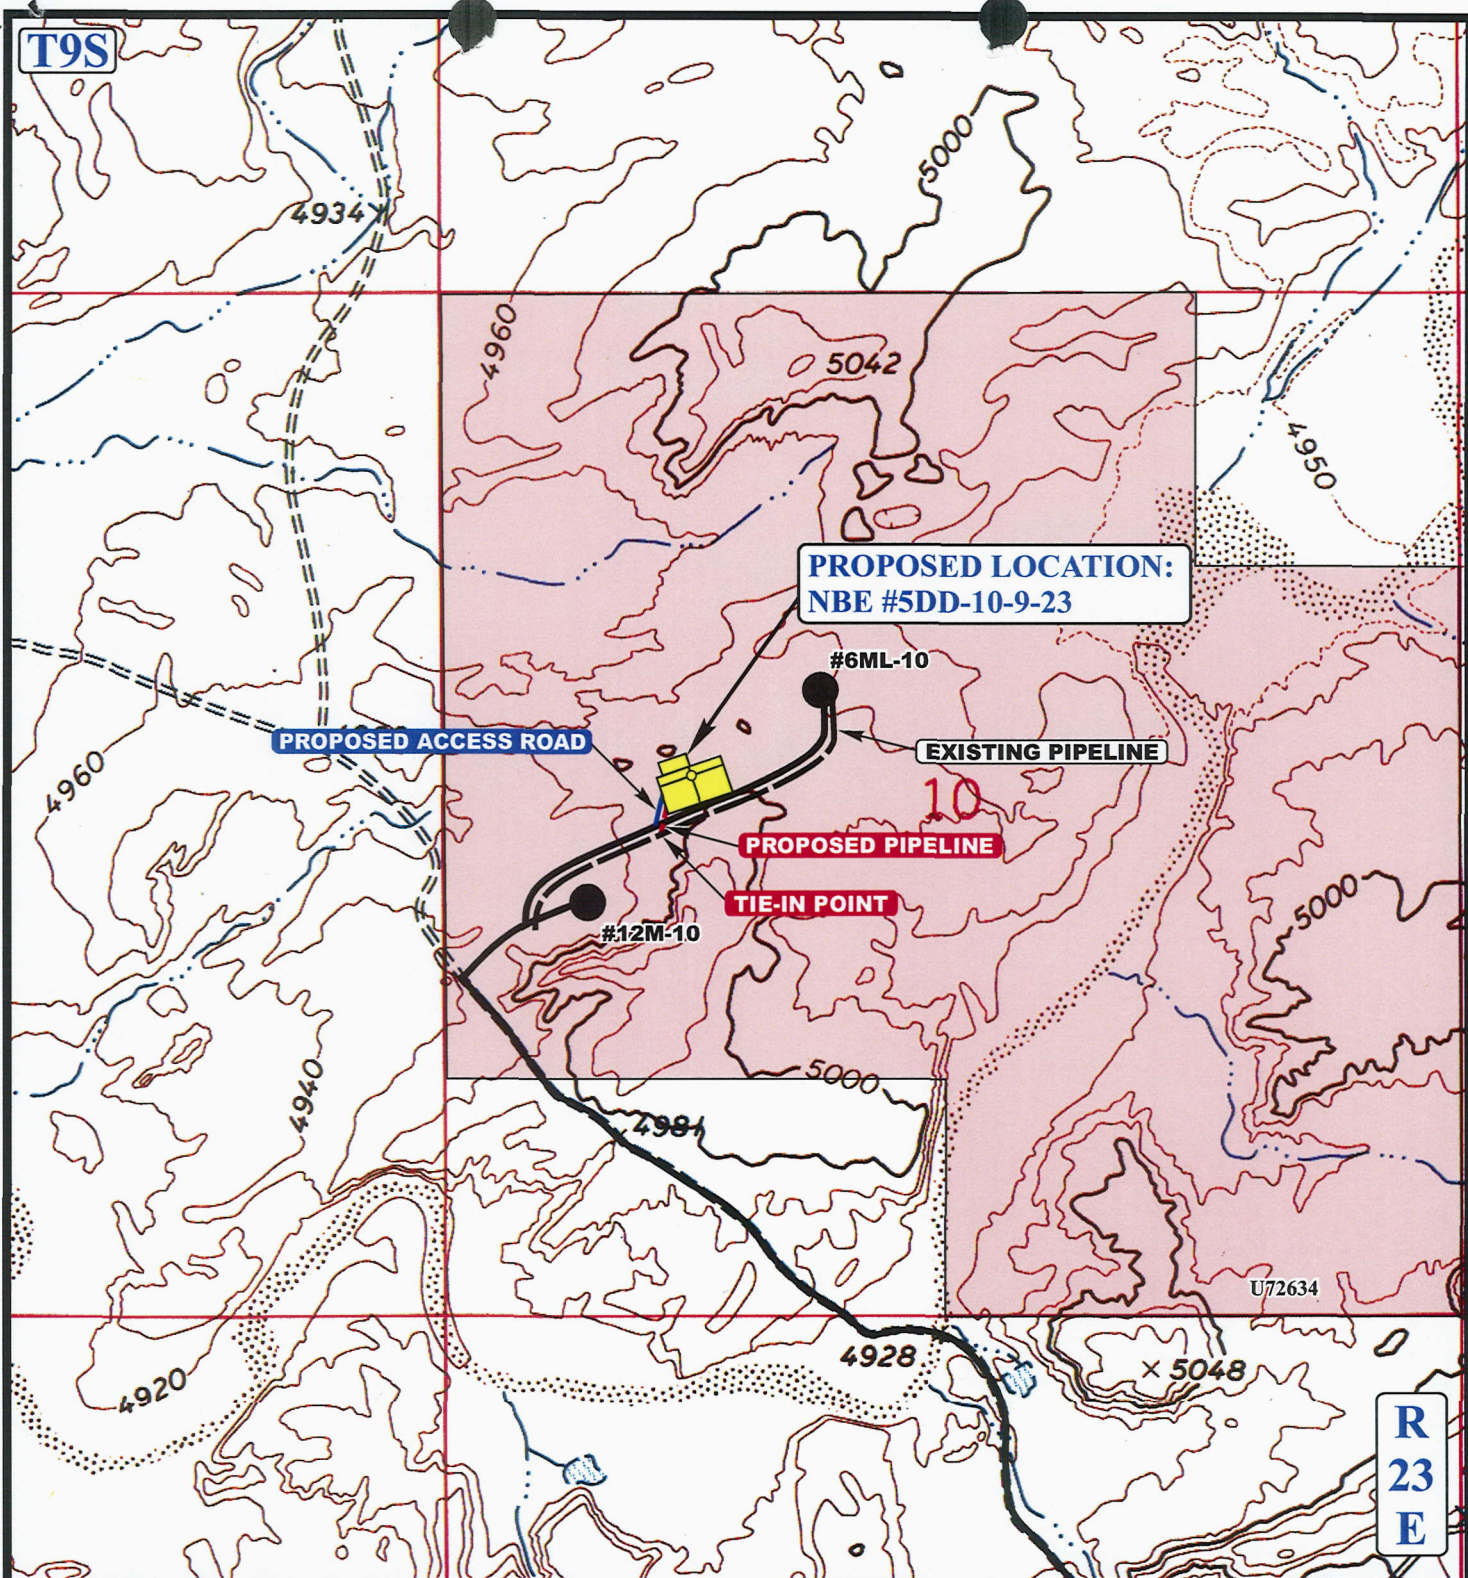 T9S
5000
4934
4960
5042
4950
PROPOSED LOCATION:
NBE #5DD-10-9-23
#6ML-10
PROPOSED ACCESS ROAD
EXISTING PIPELINE
4960
10
PROPOSED PIPELINE
TIE-IN POINT
5000
#12M-10
5000
4940
4981
U72634
4928
5048
4920
R
23
E